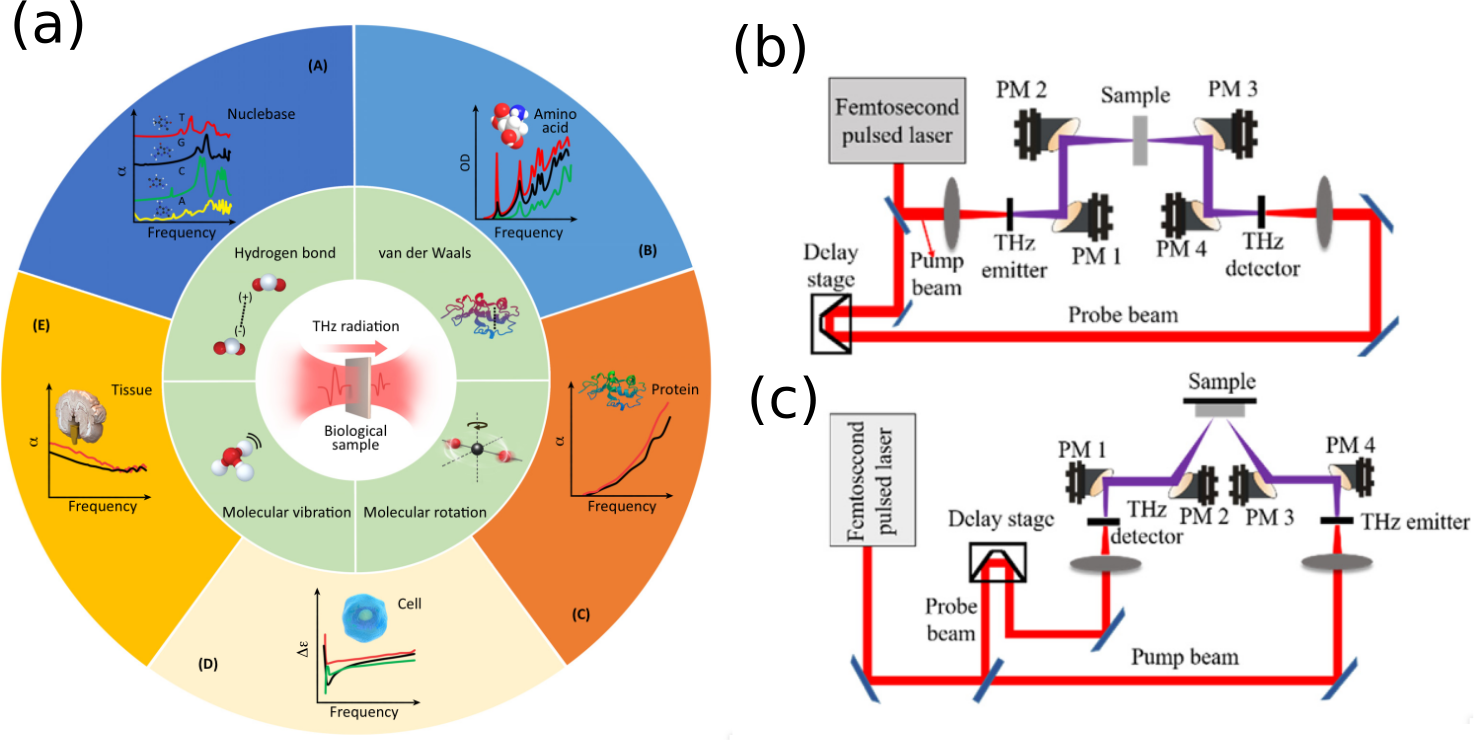 (a)
(A)
Nuclebase
T
G
C
A
α
Frequency
Amino
acid
OD
Frequency
(B)
Hydrogen bond
van der Waals
(+)
(-)
(E)
THz radiation
Tissue
α
Frequency
Biological
sample
Protein
α
Frequency
Molecular vibration
Molecular rotation
(C)
Cell
Δε
(D)
Frequency
(b)
Femtosecond
pulsed laser
PM 2
Sample
PM 3
THz
emitter
PM 1
PM 4
THz
detector
Delay
stage
Pump
beam
Probe beam
(c)
Sample
Femtosecond
pulsed laser
PM 1
PM 4
Delay stage
THz
detector
PM 2
PM 3
THz emitter
Probe
beam
Pump beam